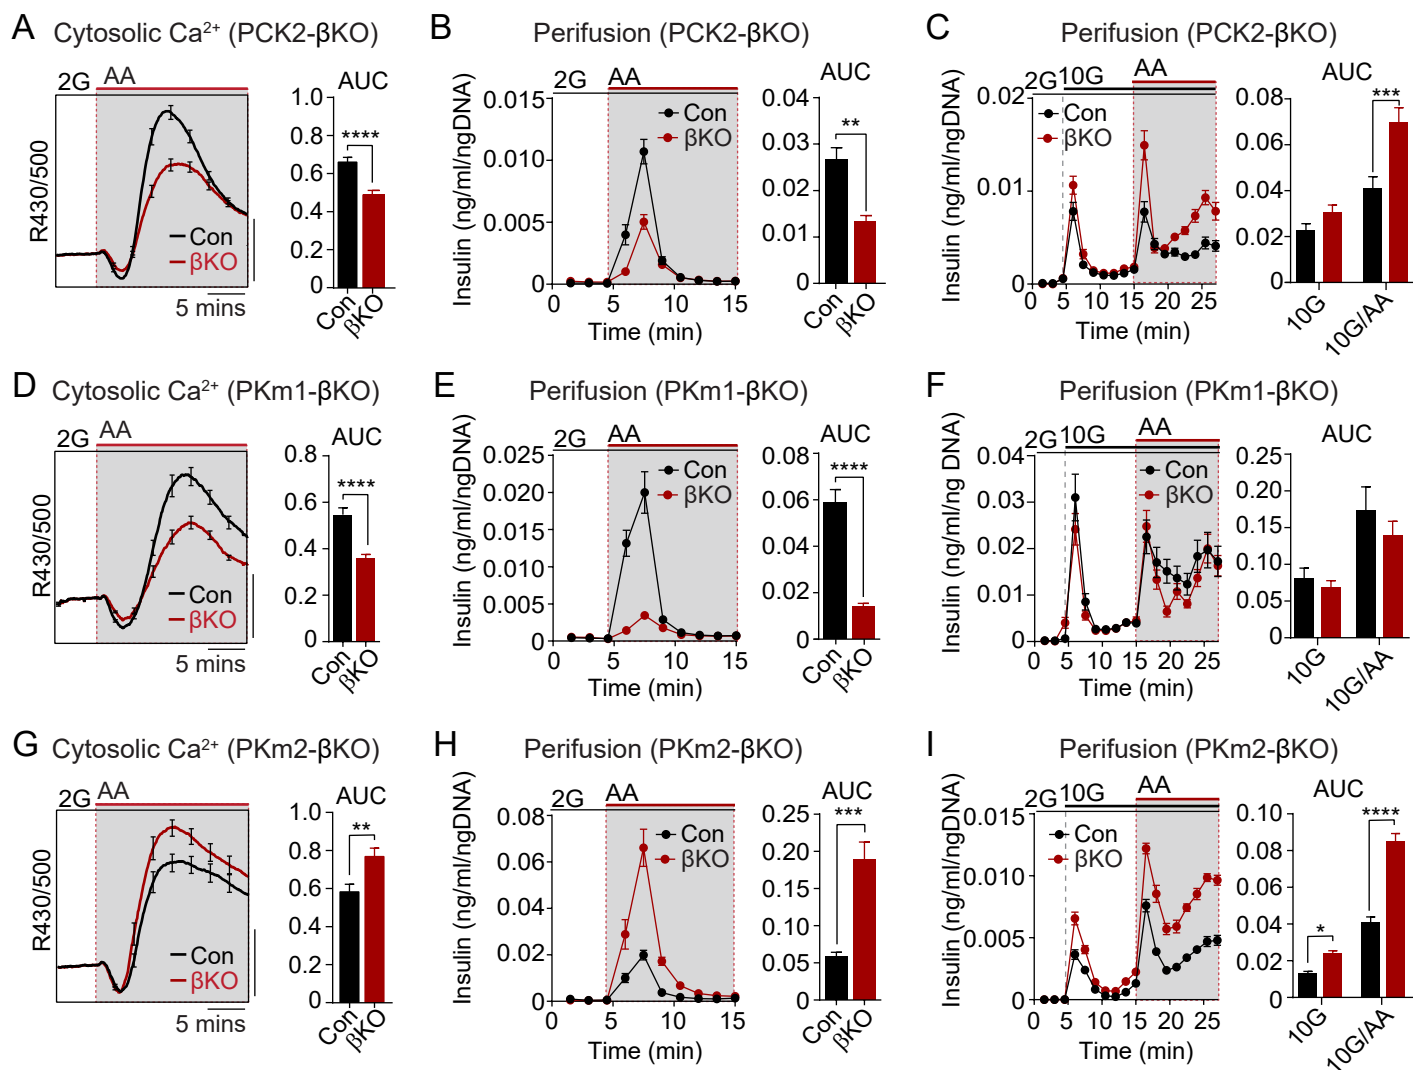 A Cytosolic Ca²⁺ (PCK2-βKO)
2G AA
R430/500
Con
βKO
5 mins
AUC
1.0
0.8
0.6
0.4
0.2
0
****
Con
βKO
B Perifusion (PCK2-βKO)
2G AA
Insulin (ng/ml/ngDNA)
0.015
0.010
0.005
0
Con
βKO
0 5 10 15
Time (min)
AUC
0.04
0.03
0.02
0.01
0
**
Con
βKO
C Perifusion (PCK2-βKO)
2G 10G AA
Insulin (ng/ml/ngDNA)
0.02
0.01
0
Con
βKO
0 5 10 15 20 25
Time (min)
AUC
0.08
0.06
0.04
0.02
0
***
10G
10G/AA
D Cytosolic Ca²⁺ (PKm1-βKO)
2G AA
R430/500
Con
βKO
5 mins
AUC
0.8
0.6
0.4
0.2
0
****
Con
βKO
E Perifusion (PKm1-βKO)
2G AA
Insulin (ng/ml/ngDNA)
0.025
0.020
0.015
0.010
0.005
0
Con
βKO
0 5 10 15
Time (min)
AUC
0.08
0.06
0.04
0.02
0
****
Con
βKO
F Perifusion (PKm1-βKO)
2G 10G AA
Insulin (ng/ml/ng DNA)
0.04
0.03
0.02
0.01
0
Con
βKO
0 5 10 15 20 25
Time (min)
AUC
0.25
0.20
0.15
0.10
0.05
0
10G
10G/AA
G Cytosolic Ca²⁺ (PKm2-βKO)
2G AA
R430/500
Con
βKO
5 mins
AUC
1.0
0.8
0.6
0.4
0.2
0
**
Con
βKO
H Perifusion (PKm2-βKO)
2G AA
Insulin (ng/ml/ngDNA)
0.08
0.06
0.04
0.02
0
Con
βKO
0 5 10 15
Time (min)
AUC
0.25
0.20
0.15
0.10
0.05
0
***
Con
βKO
I Perifusion (PKm2-βKO)
2G 10G AA
Insulin (ng/ml/ngDNA)
0.015
0.010
0.005
0
Con
βKO
0 5 10 15 20 25
Time (min)
AUC
0.10
0.08
0.06
0.04
0.02
0
*
****
10G
10G/AA